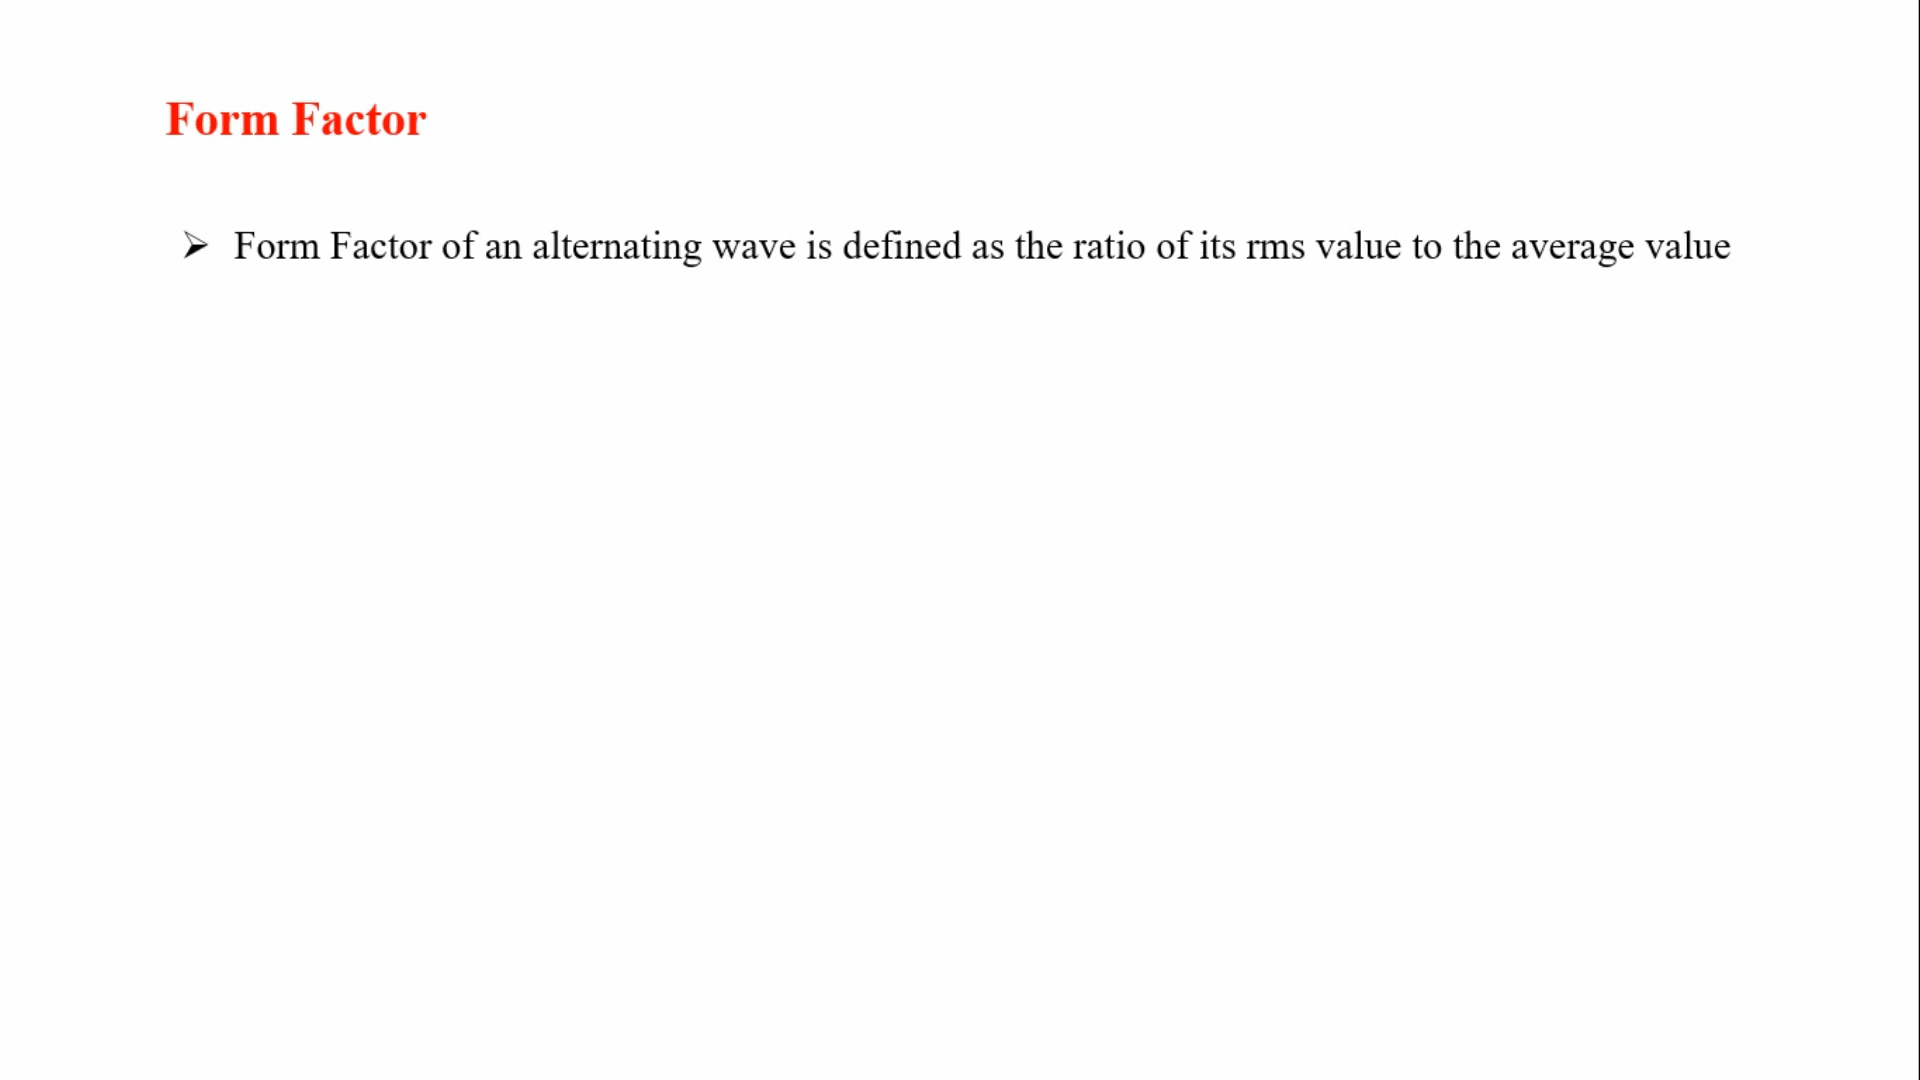 Form Factor
➢ Form Factor of an alternating wave is defined as the ratio of its rms value to the average value